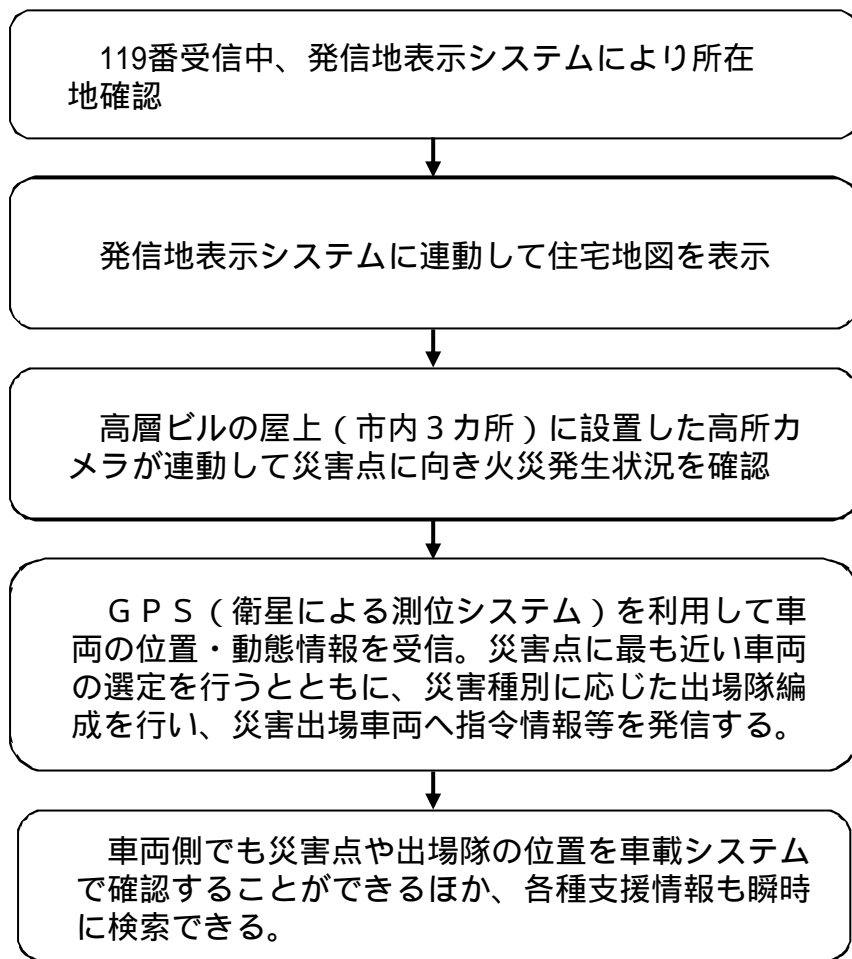 119番受信中、発信地表示システムにより所在
地確認
発信地表示システムに連動して住宅地図を表示
高層ビルの屋上（市内３カ所）に設置した高所カ
メラが連動して災害点に向き火災発生状況を確認
ＧＰＳ（衛星による測位システム）を利用して車
両の位置・動態情報を受信。災害点に最も近い車両
の選定を行うとともに、災害種別に応じた出場隊編
成を行い、災害出場車両へ指令情報等を発信する。
車両側でも災害点や出場隊の位置を車載システム
で確認することができるほか、各種支援情報も瞬時
に検索できる。